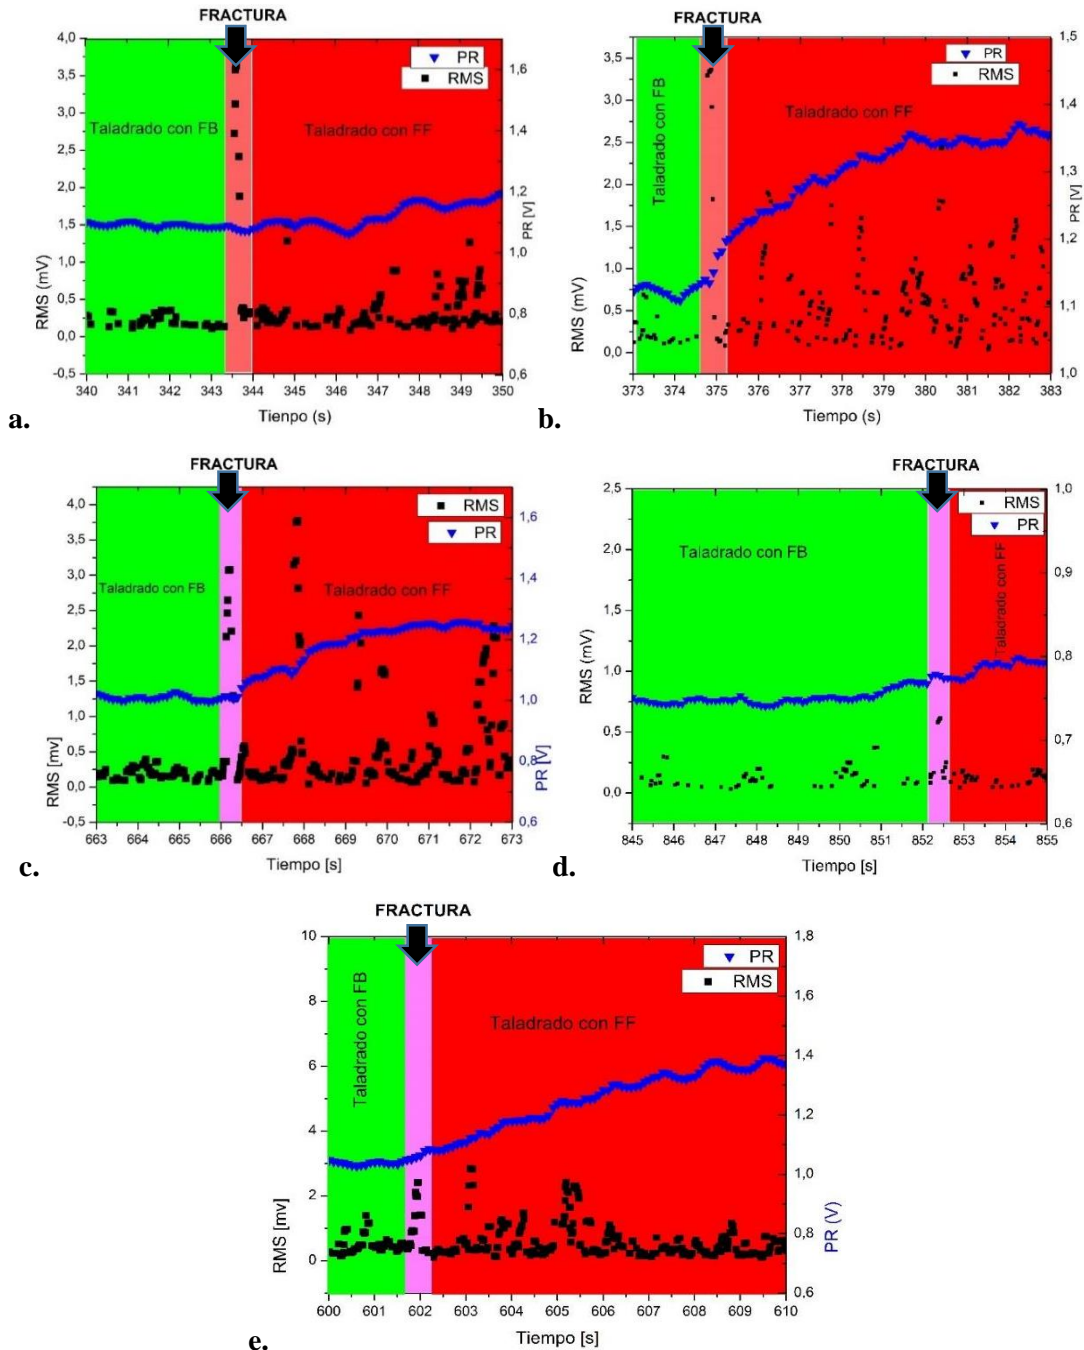 FRACTURA
4,0
3,5
3,0
2,5
2,0
1,5
1,0
0,5
0,0
-0,5
RMS (mV)
PR
RMS
Taladrado con FB
Taladrado con FF
1,6
1,4
1,2
1,0
0,8
0,6
PR [V]
340 341 342 343 344 345 346 347 348 349 350
Tienpo (s)
a.
FRACTURA
3,5
3,0
2,5
2,0
1,5
1,0
0,5
0,0
RMS (mV)
PR
RMS
Taladrado con FB
Taladrado con FF
1,5
1,4
1,3
1,2
1,1
1,0
PR [V]
373 374 375 376 377 378 379 380 381 382 383
Tiempo (s)
b.
FRACTURA
4,0
3,5
3,0
2,5
2,0
1,5
1,0
0,5
0,0
-0,5
RMS [mv]
RMS
PR
Taladrado con FB
Taladrado con FF
1,6
1,4
1,2
1,0
0,8
0,6
PR [V]
663 664 665 666 667 668 669 670 671 672 673
Tiempo [s]
c.
FRACTURA
2,5
2,0
1,5
1,0
0,5
0,0
RMS (mV)
RMS
PR
Taladrado con FB
Taladrado con FF
1,0
0,9
0,8
0,7
0,6
PR [V]
845 846 847 848 849 850 851 852 853 854 855
Tiempo [s]
d.
FRACTURA
10
8
6
4
2
0
RMS [mv]
PR
RMS
Taladrado con FB
Taladrado con FF
1,8
1,6
1,4
1,2
1,0
0,8
0,6
PR (V)
600 601 602 603 604 605 606 607 608 609 610
Tiempo [s]
e.